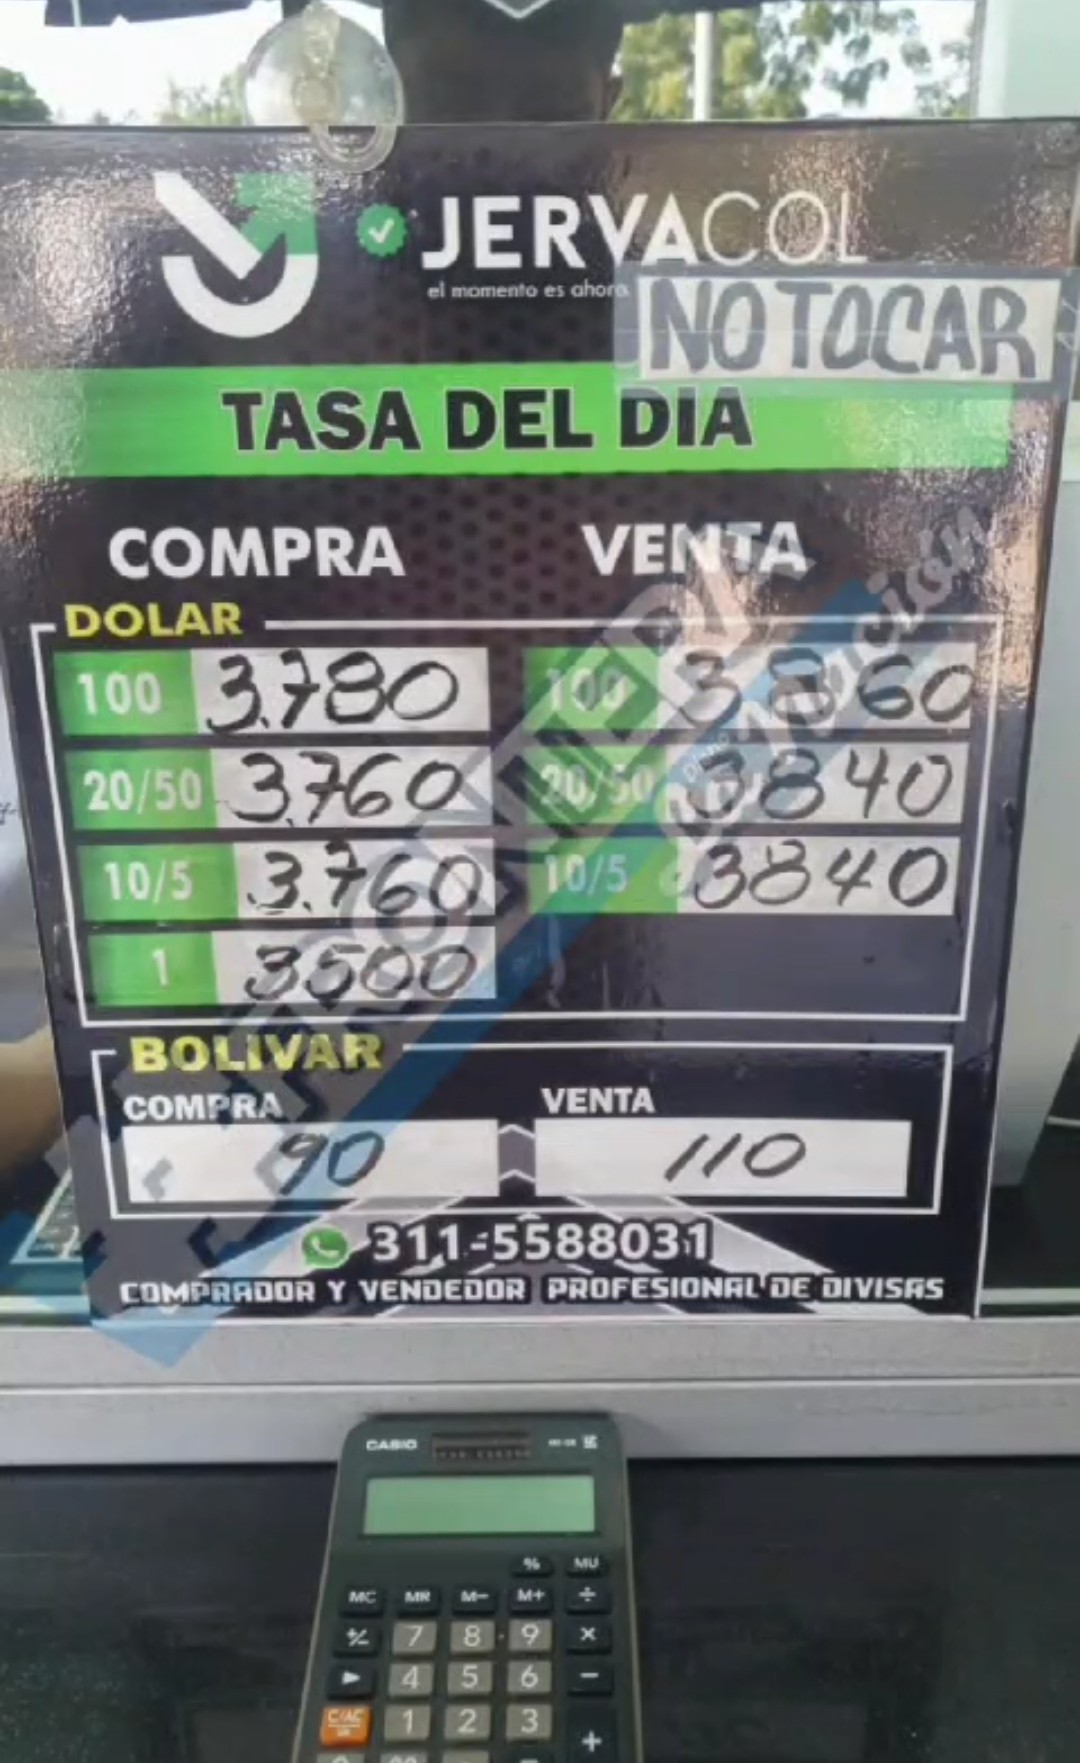 JERVACOL
el momento es ahora
NO TOCAR
TASA DEL DIA
COMPRA VENTA
DOLAR
100 3.780 100 3860
20/50 3.760 20/50 3840
10/5 3.760 10/5 3840
1 3500
BOLIVAR
COMPRA VENTA
90 110
311-5588031
COMPRADOR Y VENDEDOR PROFESIONAL DE DIVISAS
CASIO
% MU
MC MR M- M+ ÷
+/- 7 8 9 ×
▶ 4 5 6 −
C/AC 1 2 3 +